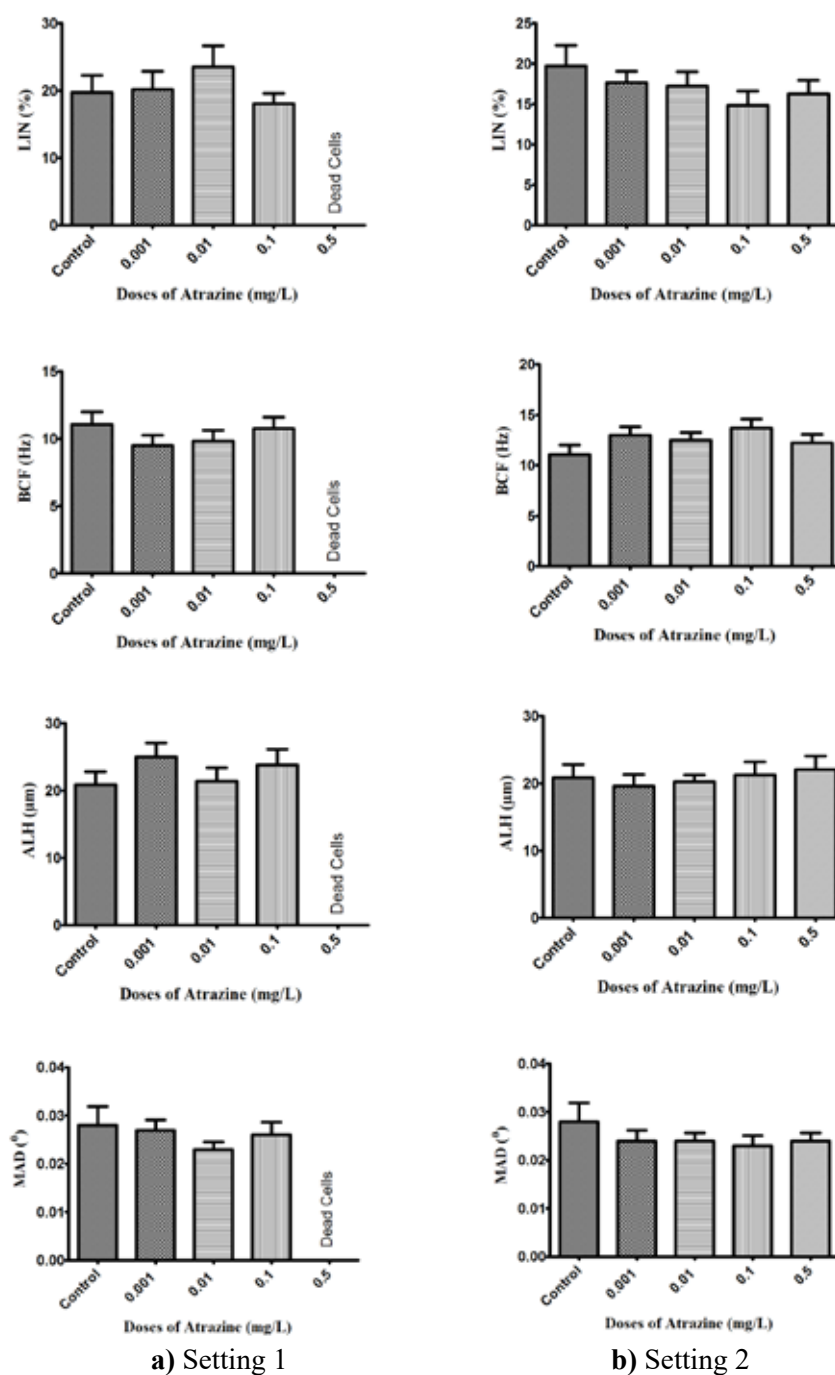 30
20
10
0
LIN (%)
Dead Cells
Control
0.001
0.01
0.1
0.5
Doses of Atrazine (mg/L)
25
20
15
10
5
0
LIN (%)
Control
0.001
0.01
0.1
0.5
Doses of Atrazine (mg/L)
15
10
5
0
BCF (Hz)
Dead Cells
Control
0.001
0.01
0.1
0.5
Doses of Atrazine (mg/L)
20
15
10
5
0
BCF (Hz)
Control
0.001
0.01
0.1
0.5
Doses of Atrazine (mg/L)
30
20
10
0
ALH (µm)
Dead Cells
Control
0.001
0.01
0.1
0.5
Doses of Atrazine (mg/L)
30
20
10
0
ALH (µm)
Control
0.001
0.01
0.1
0.5
Doses of Atrazine (mg/L)
0.04
0.03
0.02
0.01
0.00
MAD (⁰)
Dead Cells
Control
0.001
0.01
0.1
0.5
Doses of Atrazine (mg/L)
0.04
0.03
0.02
0.01
0.00
MAD (⁰)
Control
0.001
0.01
0.1
0.5
Doses of Atrazine (mg/L)
a) Setting 1
b) Setting 2